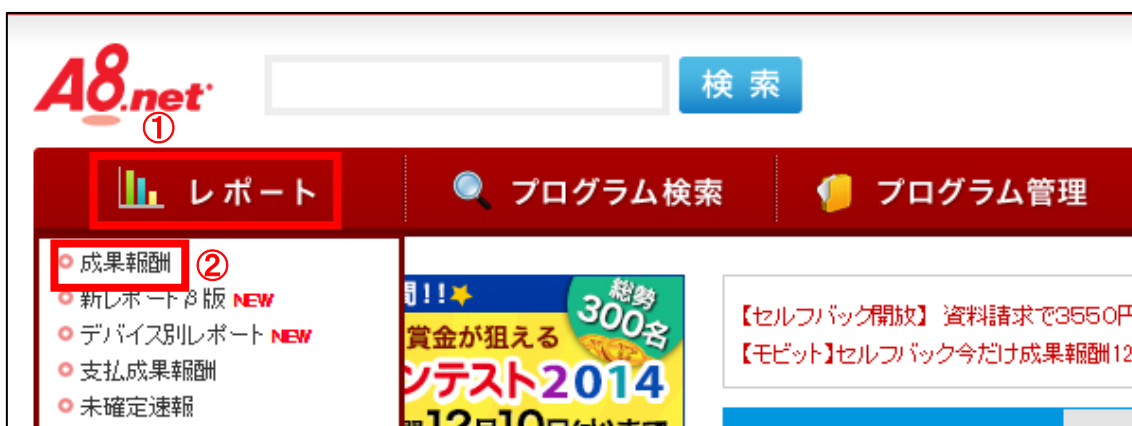 A8.net
検索
①
レポート
プログラム検索
プログラム管理
成果報酬
②
新レポートβ版 NEW
デバイス別レポート NEW
支払成果報酬
未確定速報
!!
総勢
300名
賞金が狙える
ンテスト2014
12月10日
【セルフバック開放】 資料請求で3550円
【モビット】セルフバック今だけ成果報酬12